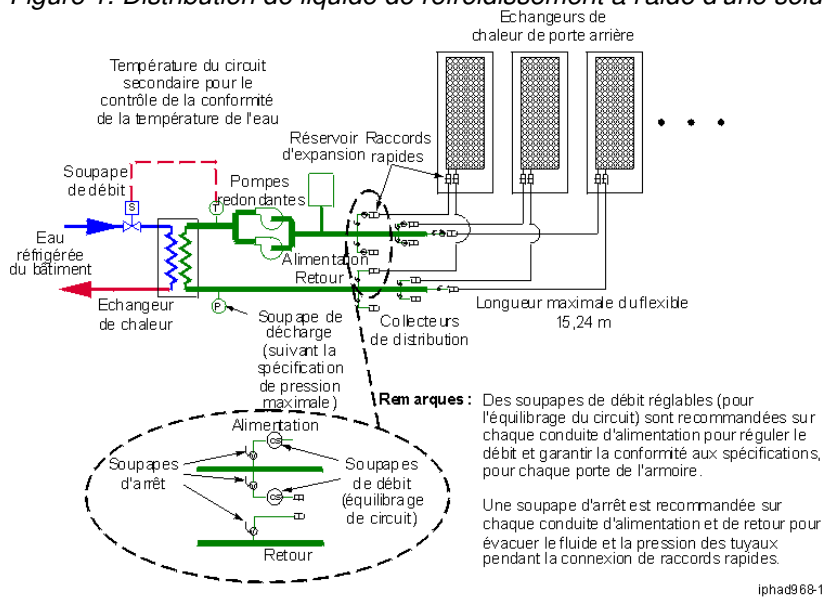 Figure 1. Distribution de liquide de refroidissement à l'aide d'une solu
Echangeurs de
chaleur de porte arrière
Température du circuit
secondaire pour le
contrôle de la conformité
de la température de l'eau
Réservoir
d'expansion
Raccords
rapides
Soupape
de débit
S
T
Pompes
redondantes
Eau
réfrigérée
du bâtiment
Alimentation
Retour
Echangeur
de chaleur
P
Soupape de
décharge
(suivant la
spécification
de pression
maximale)
Collecteurs
de distribution
Longueur maximale du flexible
15,24 m
Alimentation
Soupapes
d'arrêt
CS
CS
Soupapes
de débit
(équilibrage
de circuit)
Retour
Remarques :
Des soupapes de débit réglables (pour
l'équilibrage du circuit) sont recommandées sur
chaque conduite d'alimentation pour réguler le
débit et garantir la conformité aux spécifications,
pour chaque porte de l'armoire.
Une soupape d'arrêt est recommandée sur
chaque conduite d'alimentation et de retour pour
évacuer le fluide et la pression des tuyaux
pendant la connexion de raccords rapides.
iphad968-1